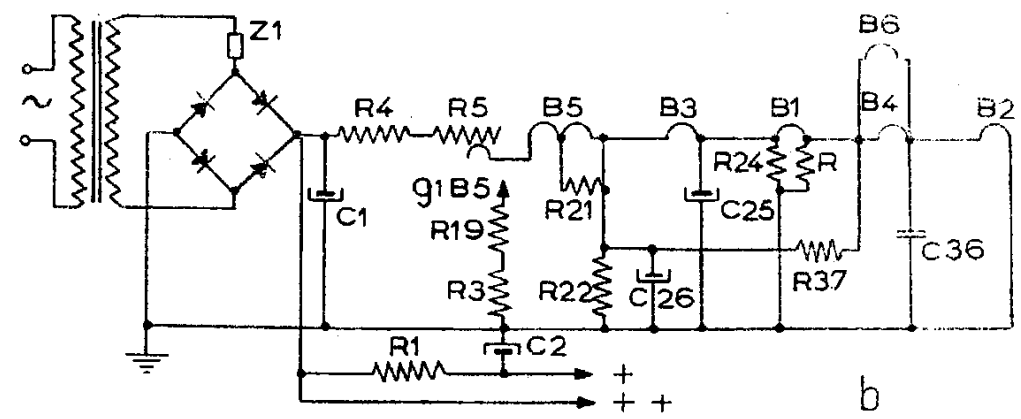 B6
Z1
R4 R5 B5 B3 B1 B4 B2
R24 R
g1B5
C1 R19 R21 C25
C36
R3 R22 C26 R37
R1 C2
+
b
+ +